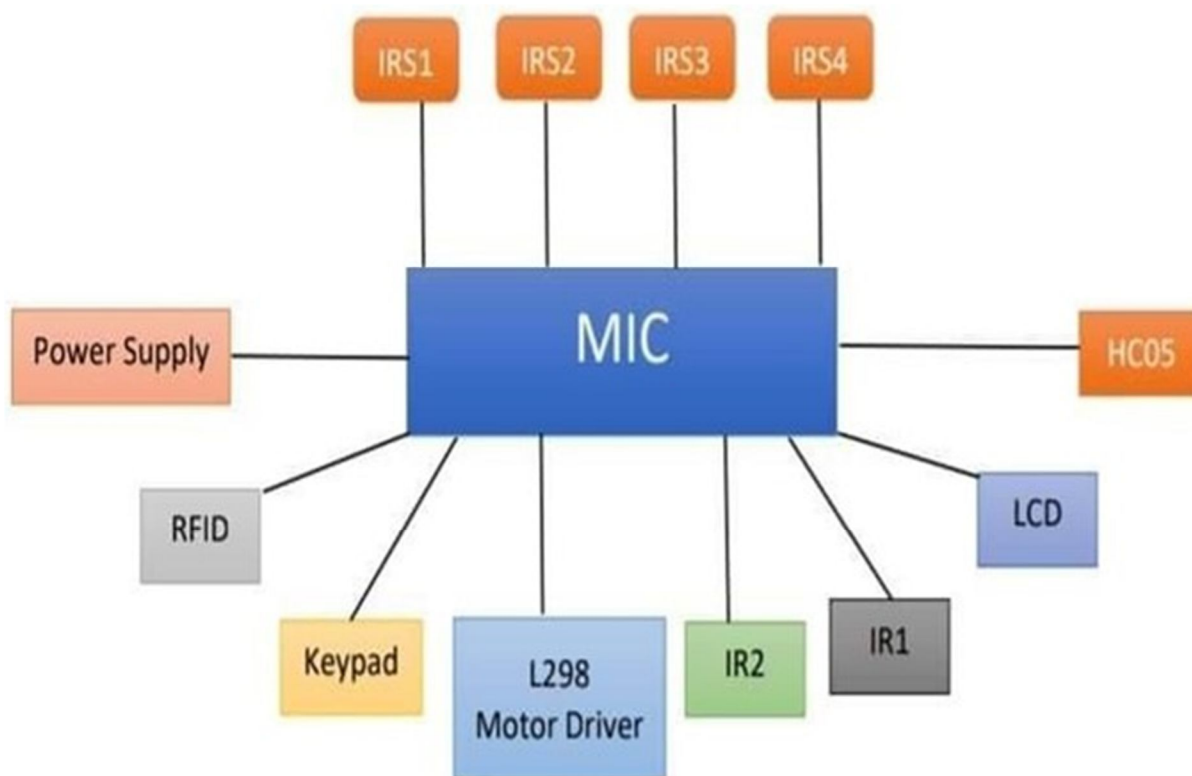 IRS1
IRS2
IRS3
IRS4
MIC
Power Supply
HC05
RFID
LCD
Keypad
L298
Motor Driver
IR2
IR1